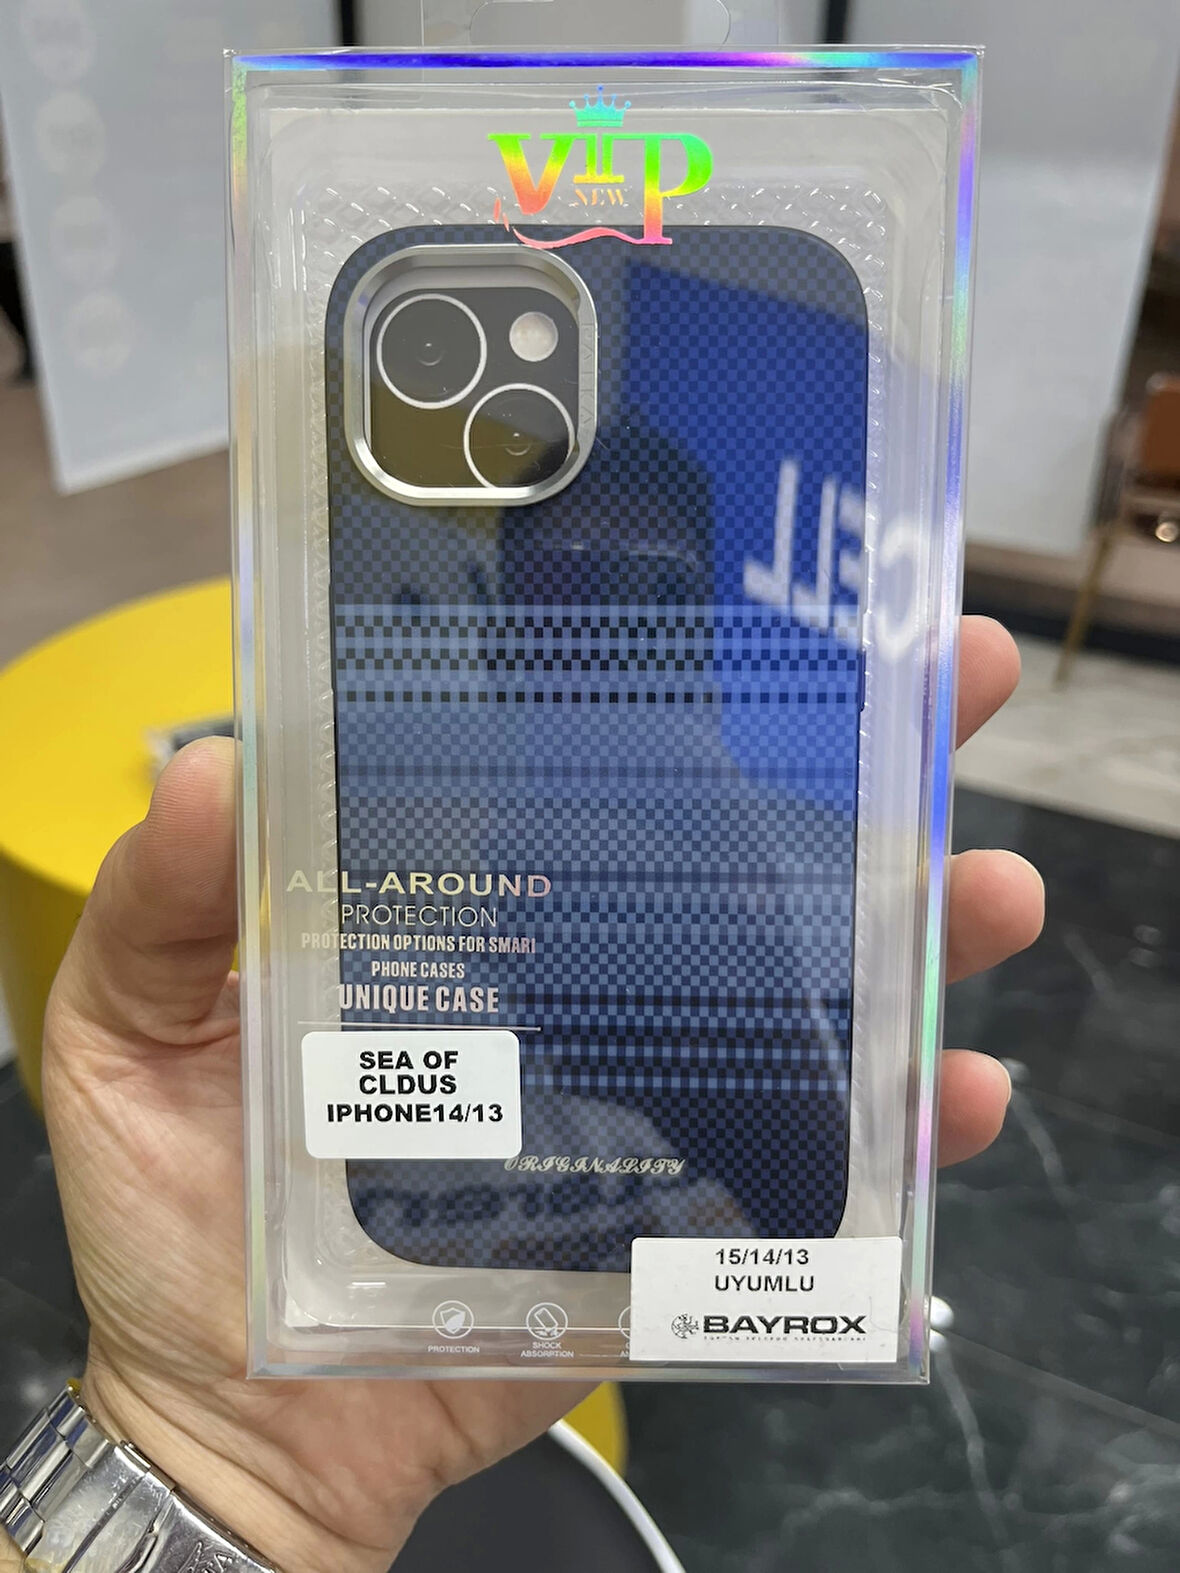 VIP
NEW
ALL-AROUND
PROTECTION
PROTECTION OPTIONS FOR SMARI
PHONE CASES
UNIQUE CASE
SEA OF
CLDUS
IPHONE14/13
ORIGINALITY
15/14/13
UYUMLU
BAYROX
PROTECTION
SHOCK
ABSORPTION